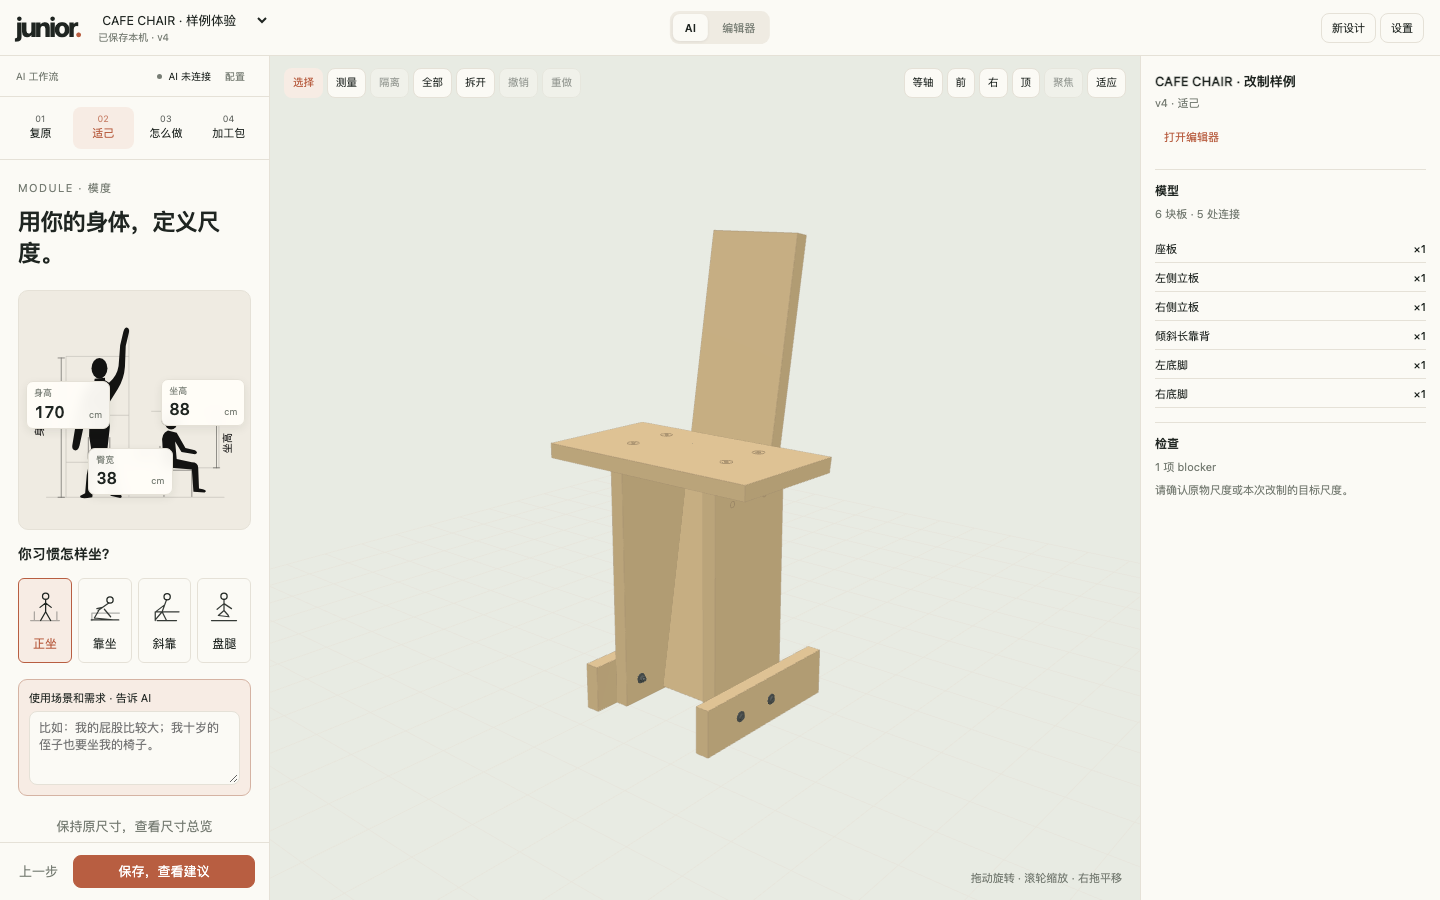 junior.
CAFE CHAIR · 样例体验
已保存本机 · v4
AI
编辑器
新设计
设置
AI 工作流
AI 未连接
配置
01
复原
02
适己
03
怎么做
04
加工包
MODULE · 模度
用你的身体，定义尺
度。
身高
170
cm
坐高
88
cm
臀宽
38
cm
坐高
你习惯怎样坐?
正坐
靠坐
斜靠
盘腿
使用场景和需求 · 告诉 AI
比如：我的屁股比较大；我十岁的
侄子也要坐我的椅子。
保持原尺寸，查看尺寸总览
上一步
保存，查看建议
选择
测量
隔离
全部
拆开
撤销
重做
等轴
前
右
顶
聚焦
适应
拖动旋转 · 滚轮缩放 · 右拖平移
CAFE CHAIR · 改制样例
v4 · 适己
打开编辑器
模型
6 块板 · 5 处连接
座板 ×1
左侧立板 ×1
右侧立板 ×1
倾斜长靠背 ×1
左底脚 ×1
右底脚 ×1
检查
1 项 blocker
请确认原物尺度或本次改制的目标尺度。